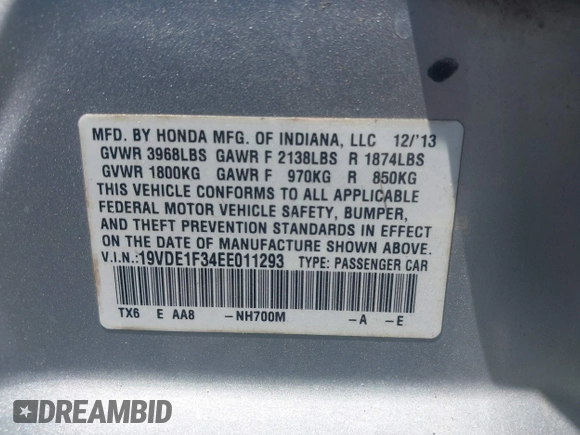 MFD. BY HONDA MFG. OF INDIANA, LLC 12/'13
GVWR 3968LBS GAWR F 2138LBS R 1874LBS
GVWR 1800KG GAWR F 970KG R 850KG
THIS VEHICLE CONFORMS TO ALL APPLICABLE
FEDERAL MOTOR VEHICLE SAFETY, BUMPER,
AND THEFT PREVENTION STANDARDS IN EFFECT
ON THE DATE OF MANUFACTURE SHOWN ABOVE.
V.I.N.:19VDE1F34EE011293 TYPE: PASSENGER CAR
TX6 E AA8 -NH700M -A -E
DREAMBID